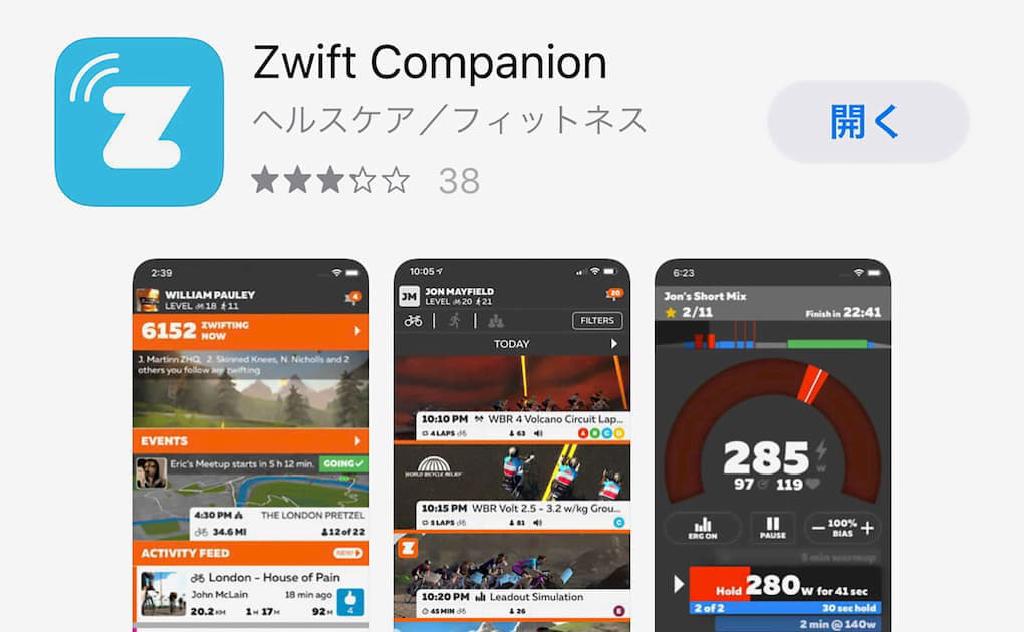 Zwift Companion
ヘルスケア／フィットネス
開く
38
2:39
WILLIAM PAULEY
LEVEL 18 11
4
6152 ZWIFTING NOW
J. Martinn ZHQ, 2. Skinned Knees, N. Nicholls and 2
others you follow are zwifting
EVENTS
Eric's Meetup starts in 5 h 12 min. GOING
4:30 PM THE LONDON PRETZEL
34.6 MI 12 of 22
ACTIVITY FEED NEW!
London - House of Pain
John McLain 18 min ago
20.2 KM 1H 17M 92M 4
10:05
JM JON MAYFIELD
LEVEL 20 21
20
FILTERS
TODAY
10:10 PM WBR 4 Volcano Circuit Lap...
4 LAPS 63 A B C D
WORLD BICYCLE RELIEF
10:15 PM WBR Volt 2.5 - 3.2 w/kg Grou...
5 LAPS 81 C
10:20 PM Leadout Simulation
45 MIN 26 E
6:23
Jon's Short Mix
2/11 Finish in 22:41
285 W
97 119
ERG ON
PAUSE
− 100% BIAS +
5 min warmup
Hold 280W for 41 sec
2 of 2 30 sec hold
2 min @ 140w